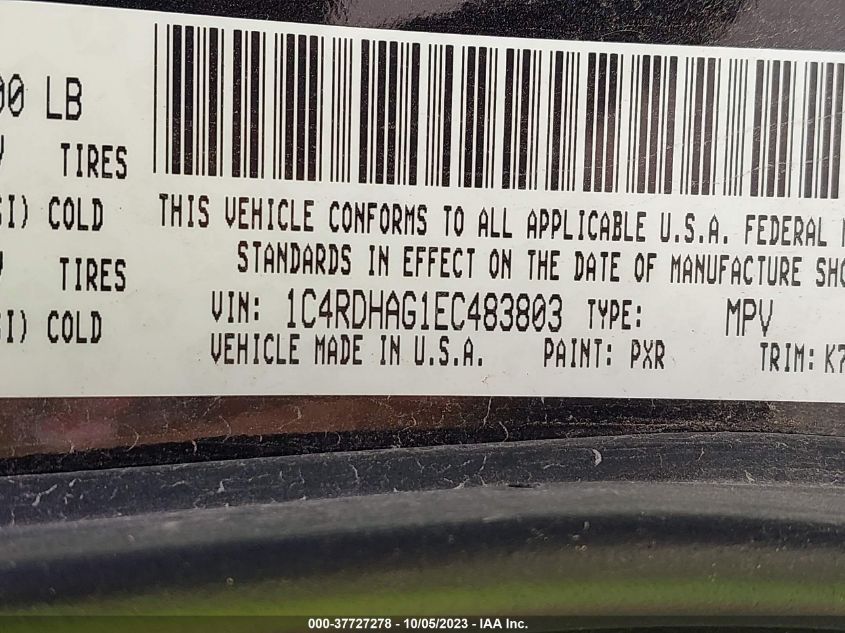 00 LB
TIRES
SI) COLD
TIRES
SI) COLD
THIS VEHICLE CONFORMS TO ALL APPLICABLE U.S.A. FEDERAL
STANDARDS IN EFFECT ON THE DATE OF MANUFACTURE SHO
VIN: 1C4RDHAG1EC483803 TYPE: MPV
VEHICLE MADE IN U.S.A. PAINT: PXR TRIM: K7
000-37727278 - 10/05/2023 - IAA Inc.